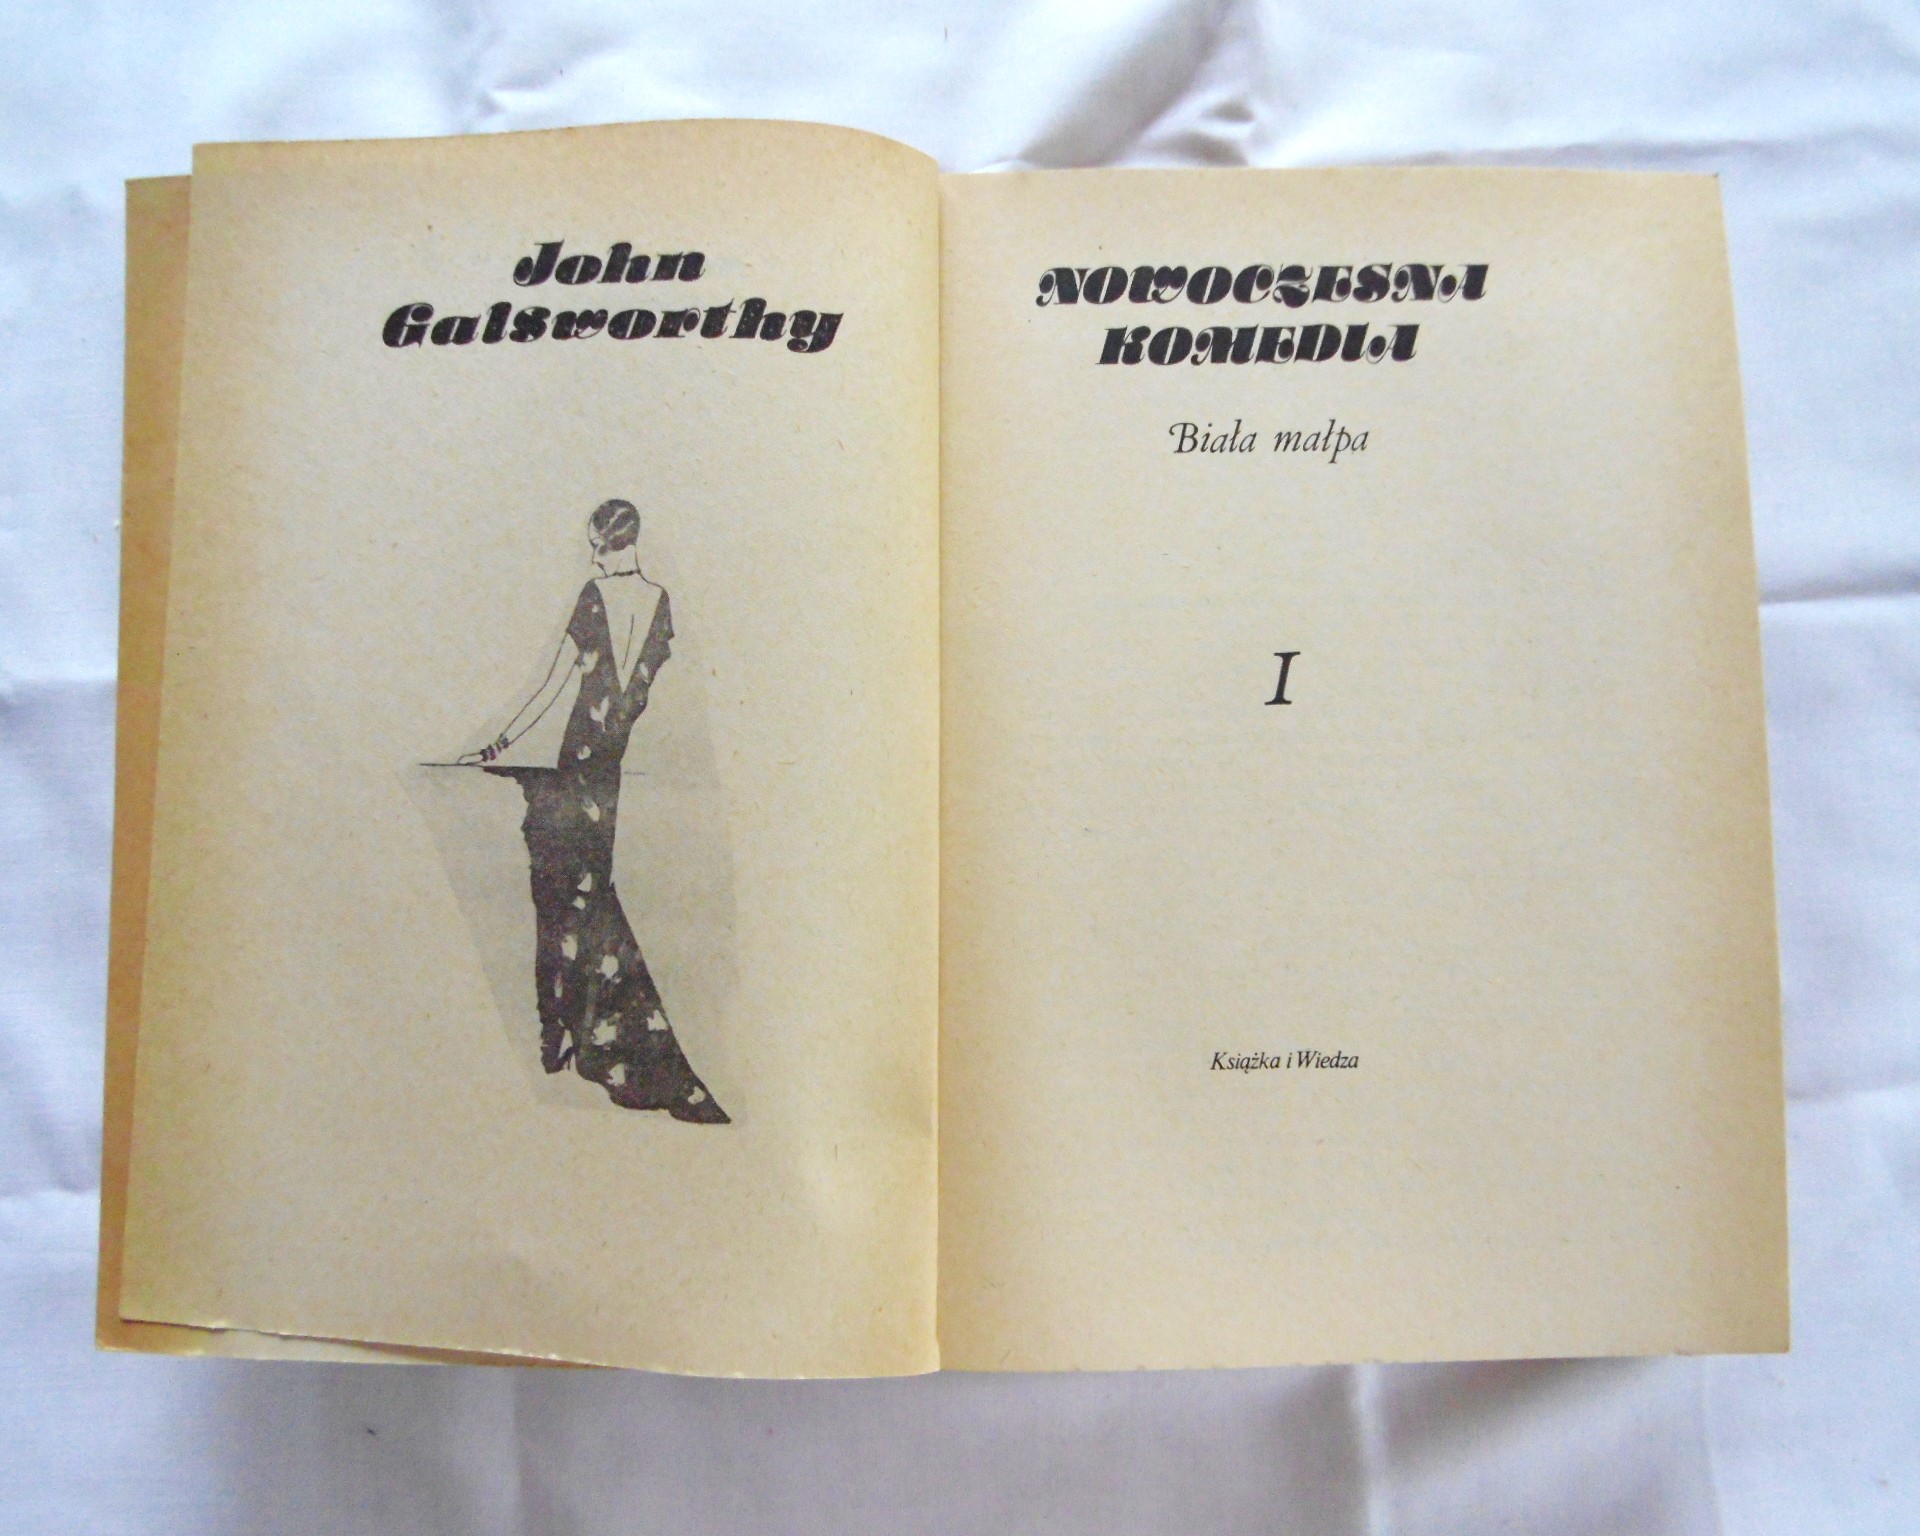 John
Galsworthy
NOWOCZESNA
KOMEDIA
Biała małpa
I
Książka i Wiedza